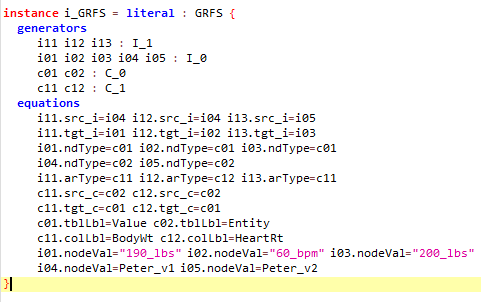 instance i_GRFS = literal : GRFS {
generators
i11 i12 i13 : I_1
i01 i02 i03 i04 i05 : I_0
c01 c02 : C_0
c11 c12 : C_1
equations
i11.src_i=i04 i12.src_i=i04 i13.src_i=i05
i11.tgt_i=i01 i12.tgt_i=i02 i13.tgt_i=i03
i01.ndType=c01 i02.ndType=c01 i03.ndType=c01
i04.ndType=c02 i05.ndType=c02
i11.arType=c11 i12.arType=c12 i13.arType=c11
c11.src_c=c02 c12.src_c=c02
c11.tgt_c=c01 c12.tgt_c=c01
c01.tblLbl=Value c02.tblLbl=Entity
c11.colLbl=BodyWt c12.colLbl=HeartRt
i01.nodeVal="190_lbs" i02.nodeVal="60_bpm" i03.nodeVal="200_lbs"
i04.nodeVal=Peter_v1 i05.nodeVal=Peter_v2
}